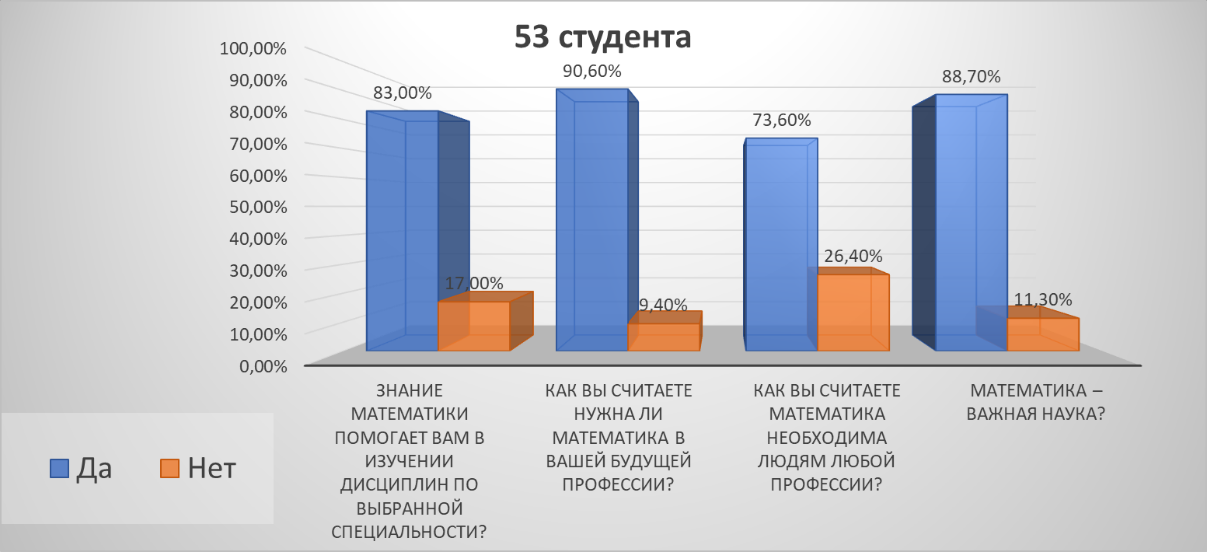 53 студента
100,00%
90,00%
80,00%
70,00%
60,00%
50,00%
40,00%
30,00%
20,00%
10,00%
0,00%
83,00%
17,00%
90,60%
9,40%
73,60%
26,40%
88,70%
11,30%
ЗНАНИЕ
МАТЕМАТИКИ
ПОМОГАЕТ ВАМ В
ИЗУЧЕНИИ
ДИСЦИПЛИН ПО
ВЫБРАННОЙ
СПЕЦИАЛЬНОСТИ?
КАК ВЫ СЧИТАЕТЕ
НУЖНА ЛИ
МАТЕМАТИКА В
ВАШЕЙ БУДУЩЕЙ
ПРОФЕССИИ?
КАК ВЫ СЧИТАЕТЕ
МАТЕМАТИКА
НЕОБХОДИМА
ЛЮДЯМ ЛЮБОЙ
ПРОФЕССИИ?
МАТЕМАТИКА –
ВАЖНАЯ НАУКА?
Да
Нет